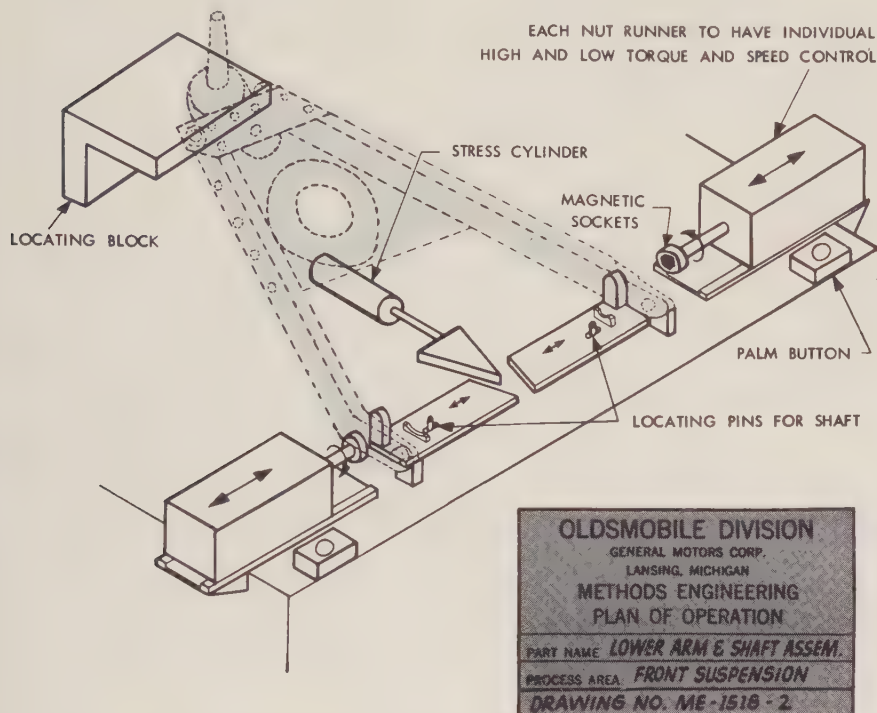 EACH NUT RUNNER TO HAVE INDIVIDUAL
HIGH AND LOW TORQUE AND SPEED CONTROL
STRESS CYLINDER
MAGNETIC
SOCKETS
LOCATING BLOCK
PALM BUTTON
LOCATING PINS FOR SHAFT
OLDSMOBILE DIVISION
GENERAL MOTORS CORP.
LANSING, MICHIGAN
METHODS ENGINEERING
PLAN OF OPERATION
PART NAME LOWER ARM & SHAFT ASSEM.
PROCESS AREA FRONT SUSPENSION
DRAWING NO. ME-1518-2